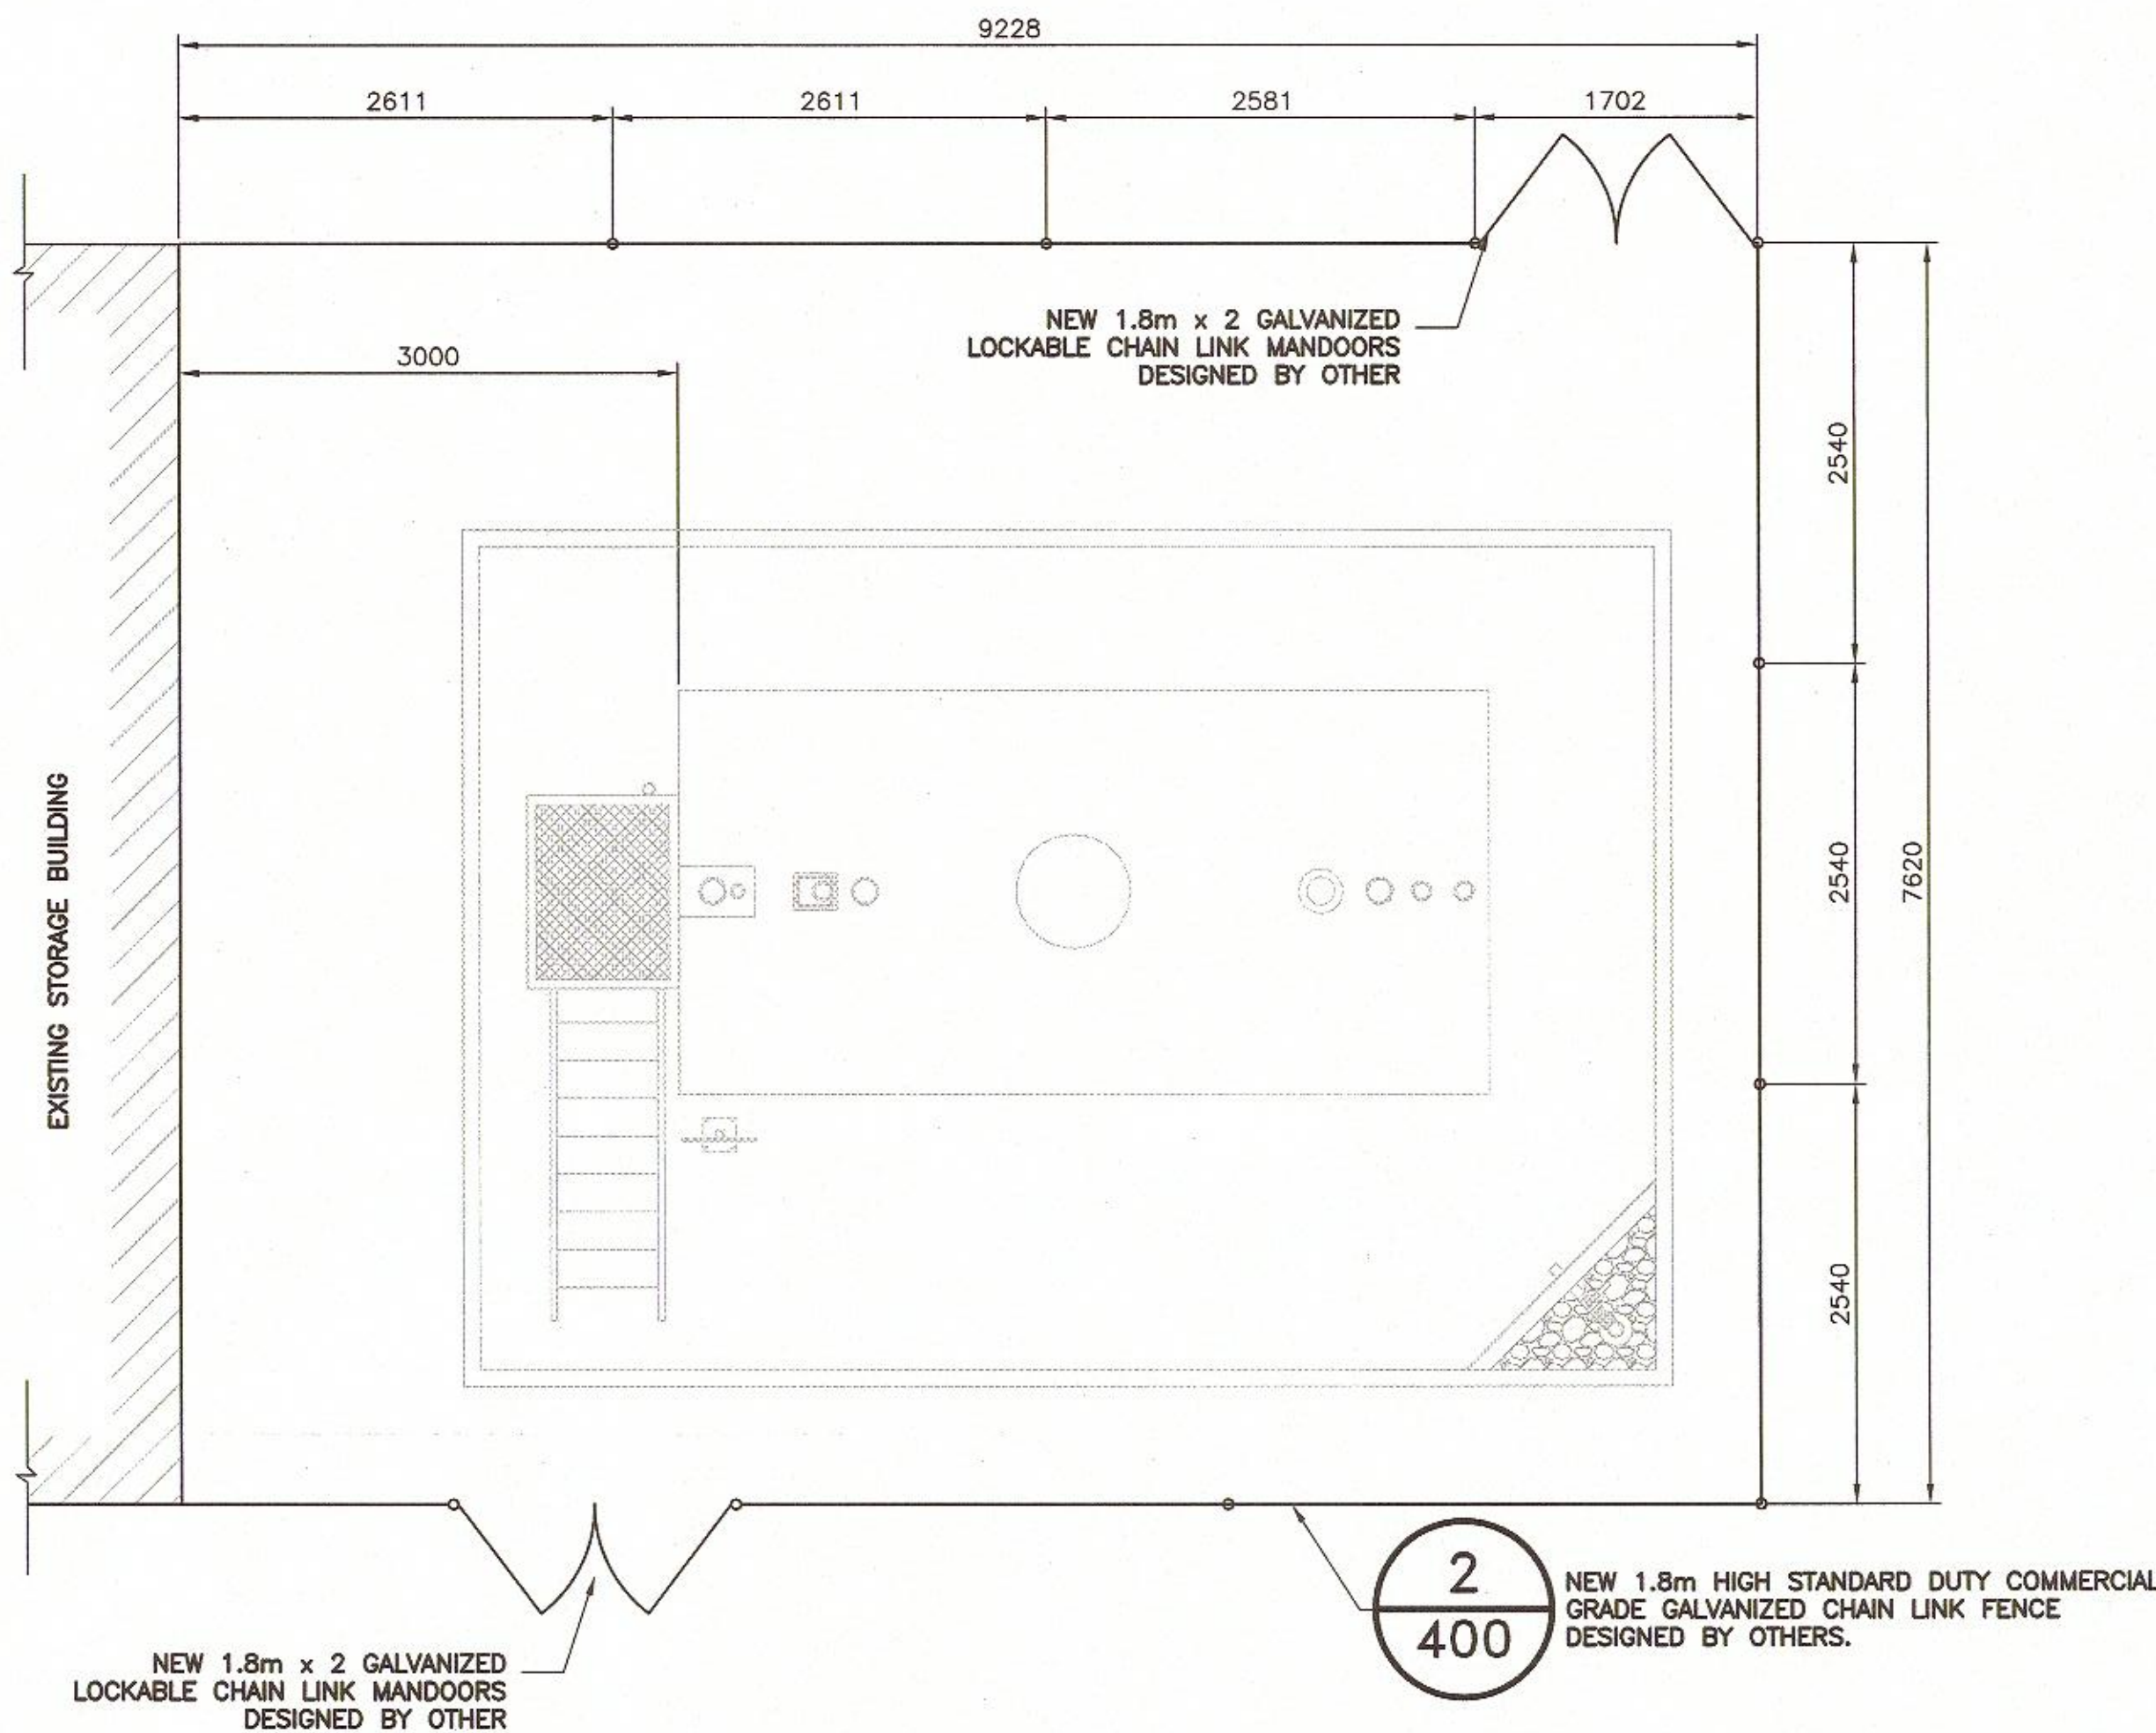 9228
2611
2611
2581
1702
NEW 1.8m x 2 GALVANIZED
LOCKABLE CHAIN LINK MANDOORS
DESIGNED BY OTHER
3000
2540
2540
7620
2540
EXISTING STORAGE BUILDING
2
400
NEW 1.8m HIGH STANDARD DUTY COMMERCIAL
GRADE GALVANIZED CHAIN LINK FENCE
DESIGNED BY OTHERS.
NEW 1.8m x 2 GALVANIZED
LOCKABLE CHAIN LINK MANDOORS
DESIGNED BY OTHER